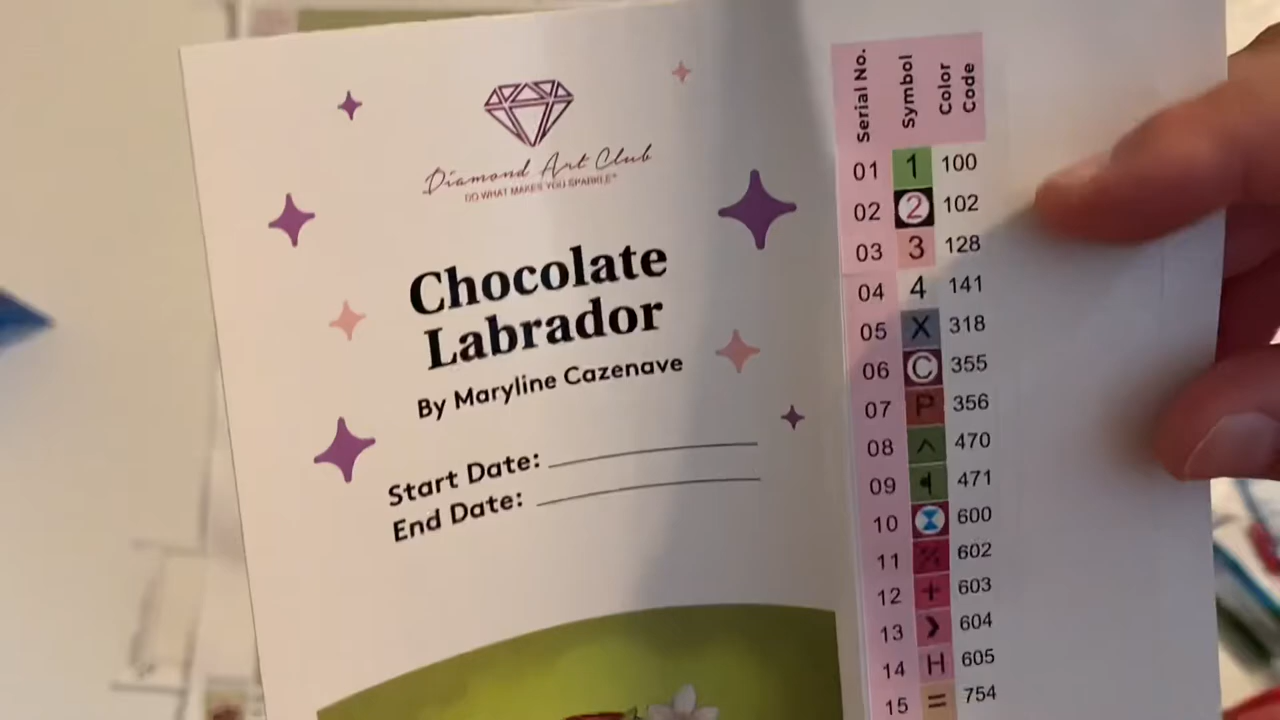 Diamond Art Club
DO WHAT MAKES YOU SPARKLE
Chocolate
Labrador
By Maryline Cazenave
Start Date:
End Date:
Serial No. Symbol Color Code
01 1 100
02 2 102
03 3 128
04 4 141
05 X 318
06 C 355
07 P 356
08 ^ 470
09 471
10 600
11 602
12 + 603
13 ❯ 604
14 H 605
15 = 754